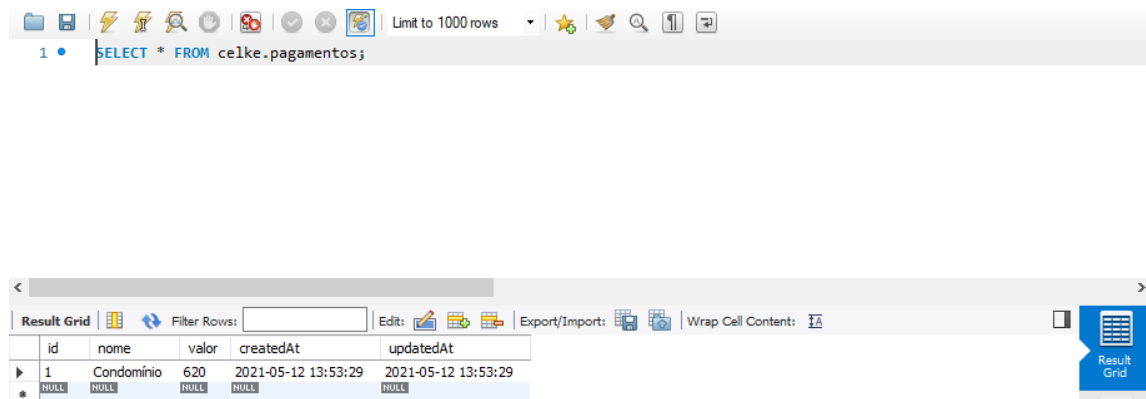 Limit to 1000 rows
1 SELECT * FROM celke.pagamentos;
Result Grid Filter Rows: Edit: Export/Import: Wrap Cell Content:
Result Grid
id nome valor createdAt updatedAt
1 Condomínio 620 2021-05-12 13:53:29 2021-05-12 13:53:29
NULL NULL NULL NULL NULL